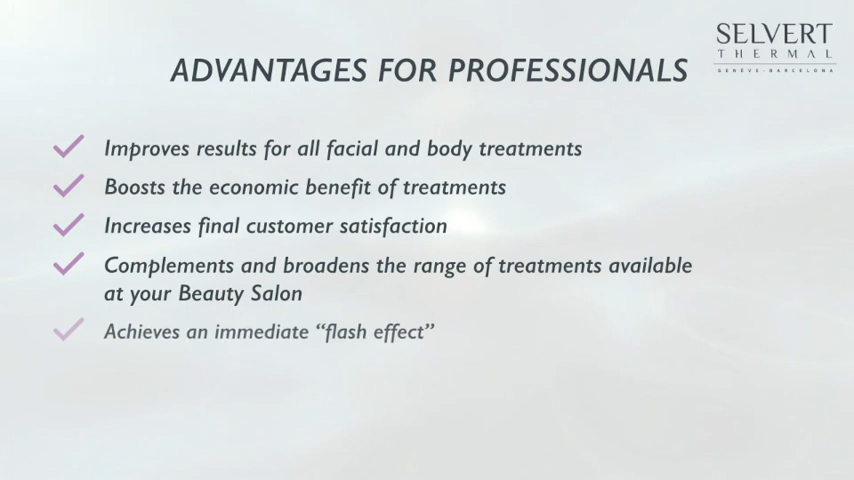 SELVERT
THERMAL
GENÈVE-BARCELONA
ADVANTAGES FOR PROFESSIONALS
Improves results for all facial and body treatments
Boosts the economic benefit of treatments
Increases final customer satisfaction
Complements and broadens the range of treatments available
at your Beauty Salon
Achieves an immediate “flash effect”